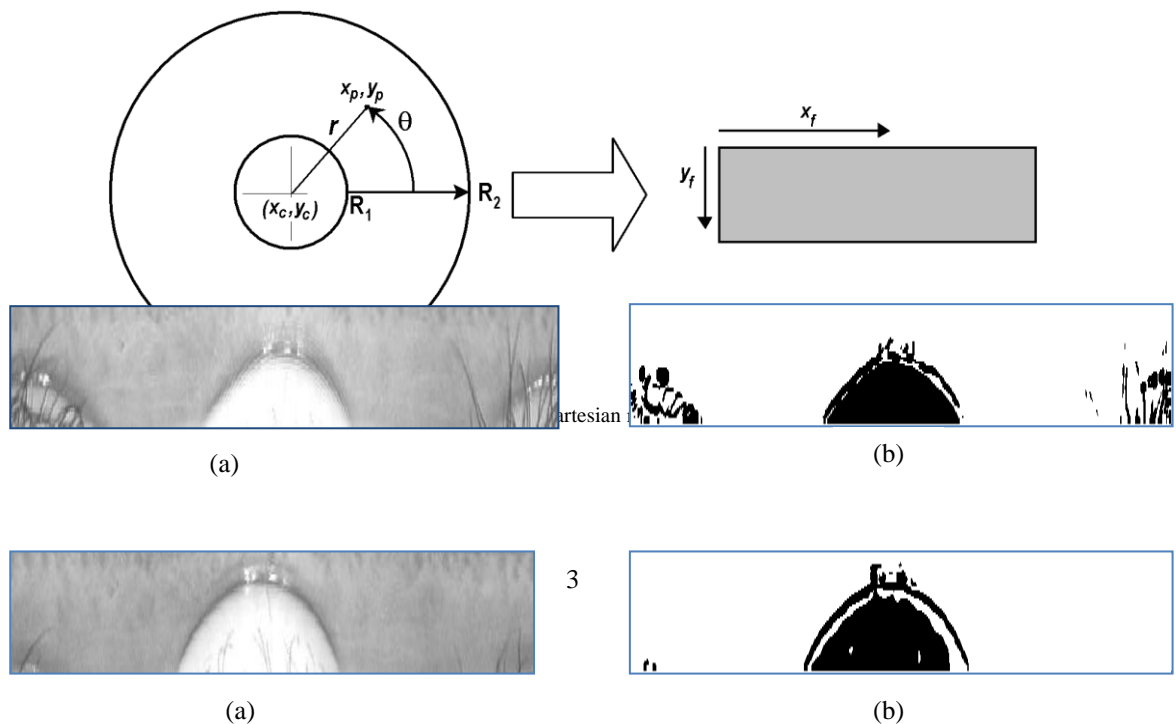 x_p, y_p
r
θ
(x_c, y_c)
R_1
R_2
x_f
y_f
artesian
(a)
(b)
3
(a)
(b)